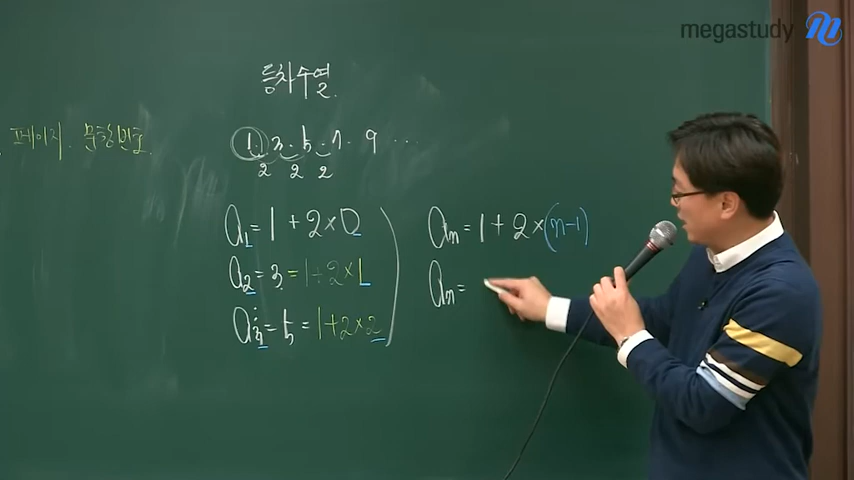 megastudy
등차수열
페이지. 문항번호.
1. 3. 5. 7. 9 ...
2 2 2
a₁ = 1 + 2×0
a₂ = 3 = 1+2×1
a₃ = 5 = 1+2×2
aₙ = 1 + 2×(n-1)
aₙ =